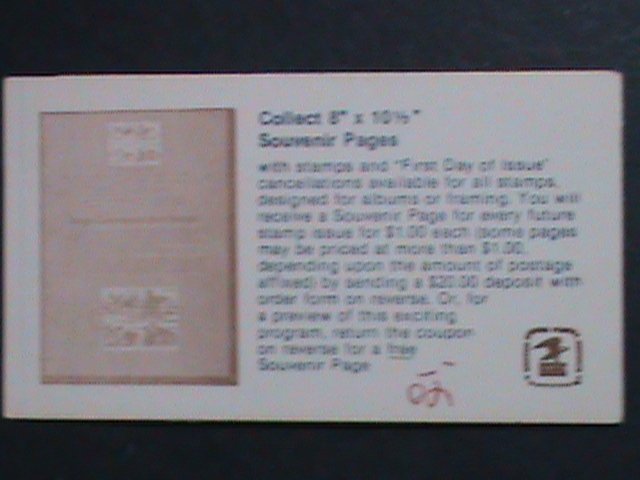 Collect 8" x 10½"
Souvenir Pages
with stamps and "First Day of Issue"
cancellations available for all stamps,
designed for albums or framing. You will
receive a Souvenir Page for every future
stamp issue for $1.00 each (some pages
may be priced at more than $1.00,
depending upon the amount of postage
affixed) by sending a $20.00 deposit with
order form on reverse. Or, for
a preview of this exciting
program, return the coupon
on reverse for a free
Souvenir Page